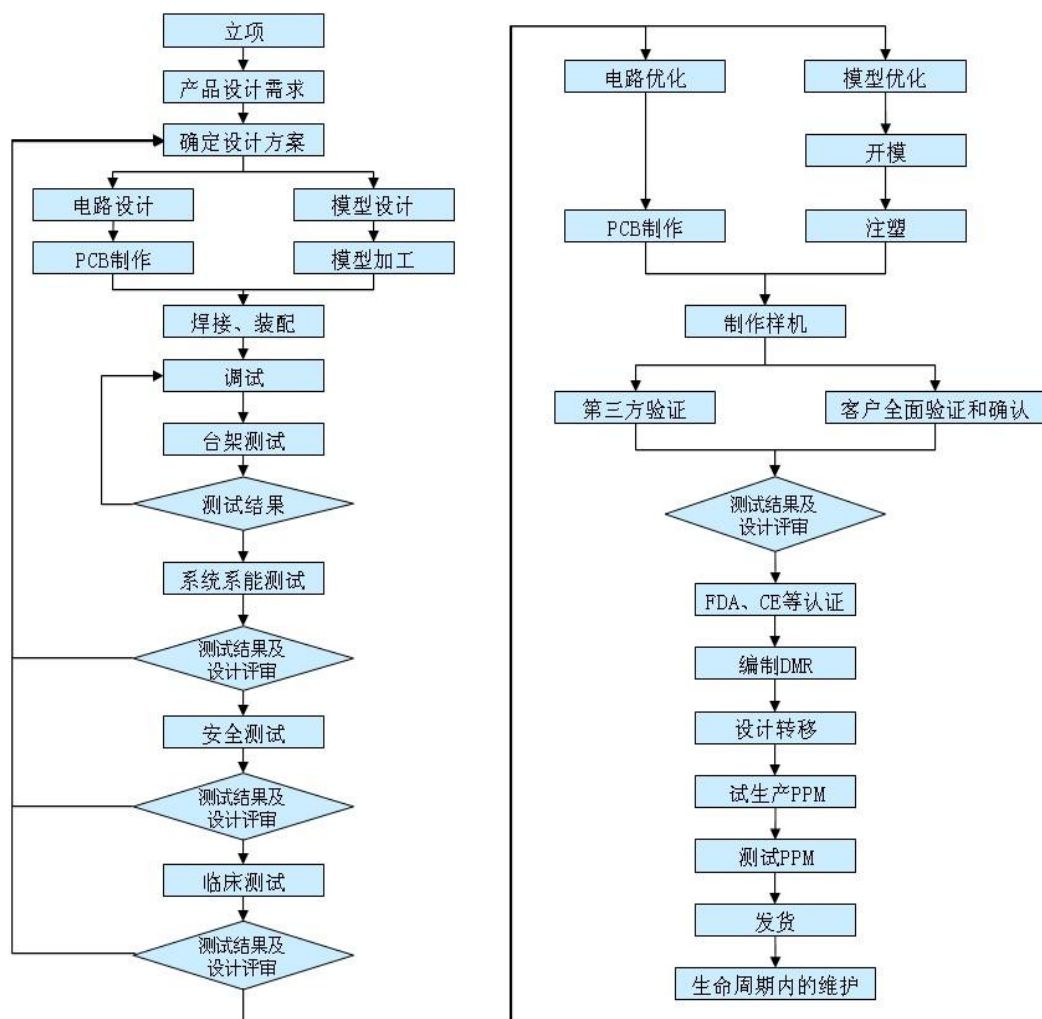 立项
产品设计需求
确定设计方案
电路设计
模型设计
PCB制作
模型加工
焊接、装配
调试
台架测试
测试结果
系统系能测试
测试结果及
设计评审
安全测试
测试结果及
设计评审
临床测试
测试结果及
设计评审
电路优化
模型优化
开模
PCB制作
注塑
制作样机
第三方验证
客户全面验证和确认
测试结果及
设计评审
FDA、CE等认证
编制DMR
设计转移
试生产PPM
测试PPM
发货
生命周期内的维护